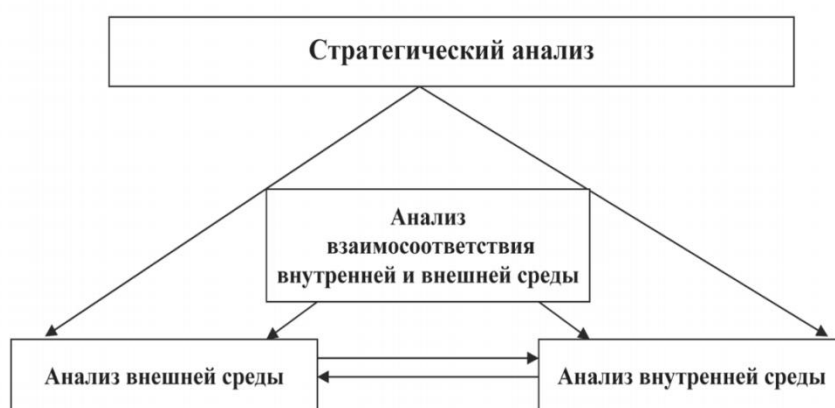 Стратегический анализ
Анализ
взаимосоответствия
внутренней и внешней среды
Анализ внешней среды
Анализ внутренней среды